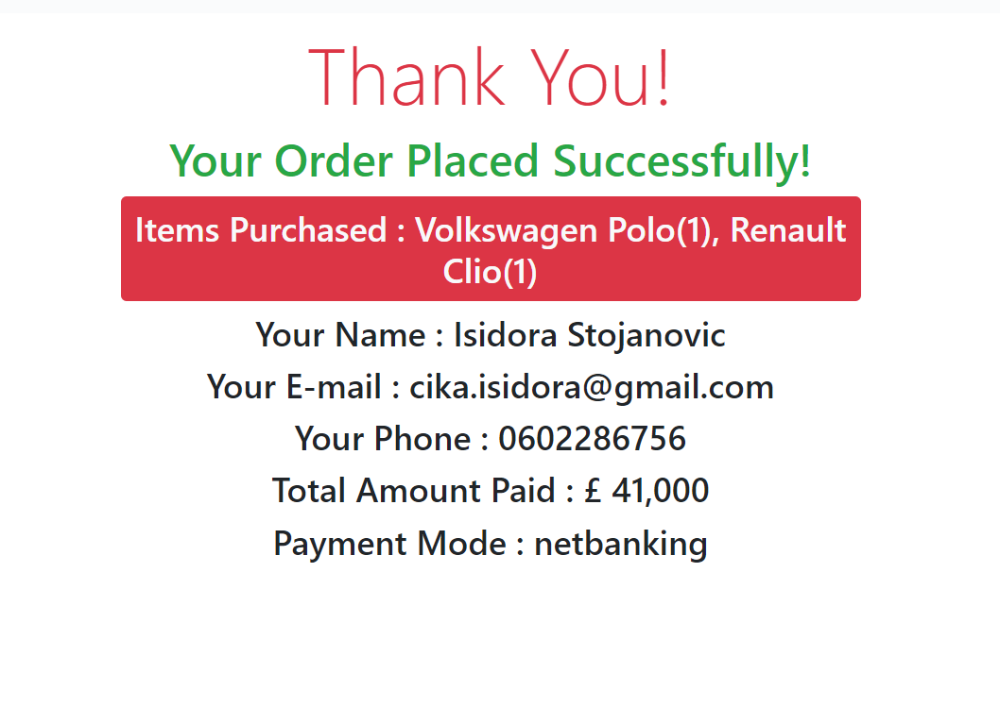 Thank You!
Your Order Placed Successfully!
Items Purchased : Volkswagen Polo(1), Renault
Clio(1)
Your Name : Isidora Stojanovic
Your E-mail : cika.isidora@gmail.com
Your Phone : 0602286756
Total Amount Paid : £ 41,000
Payment Mode : netbanking